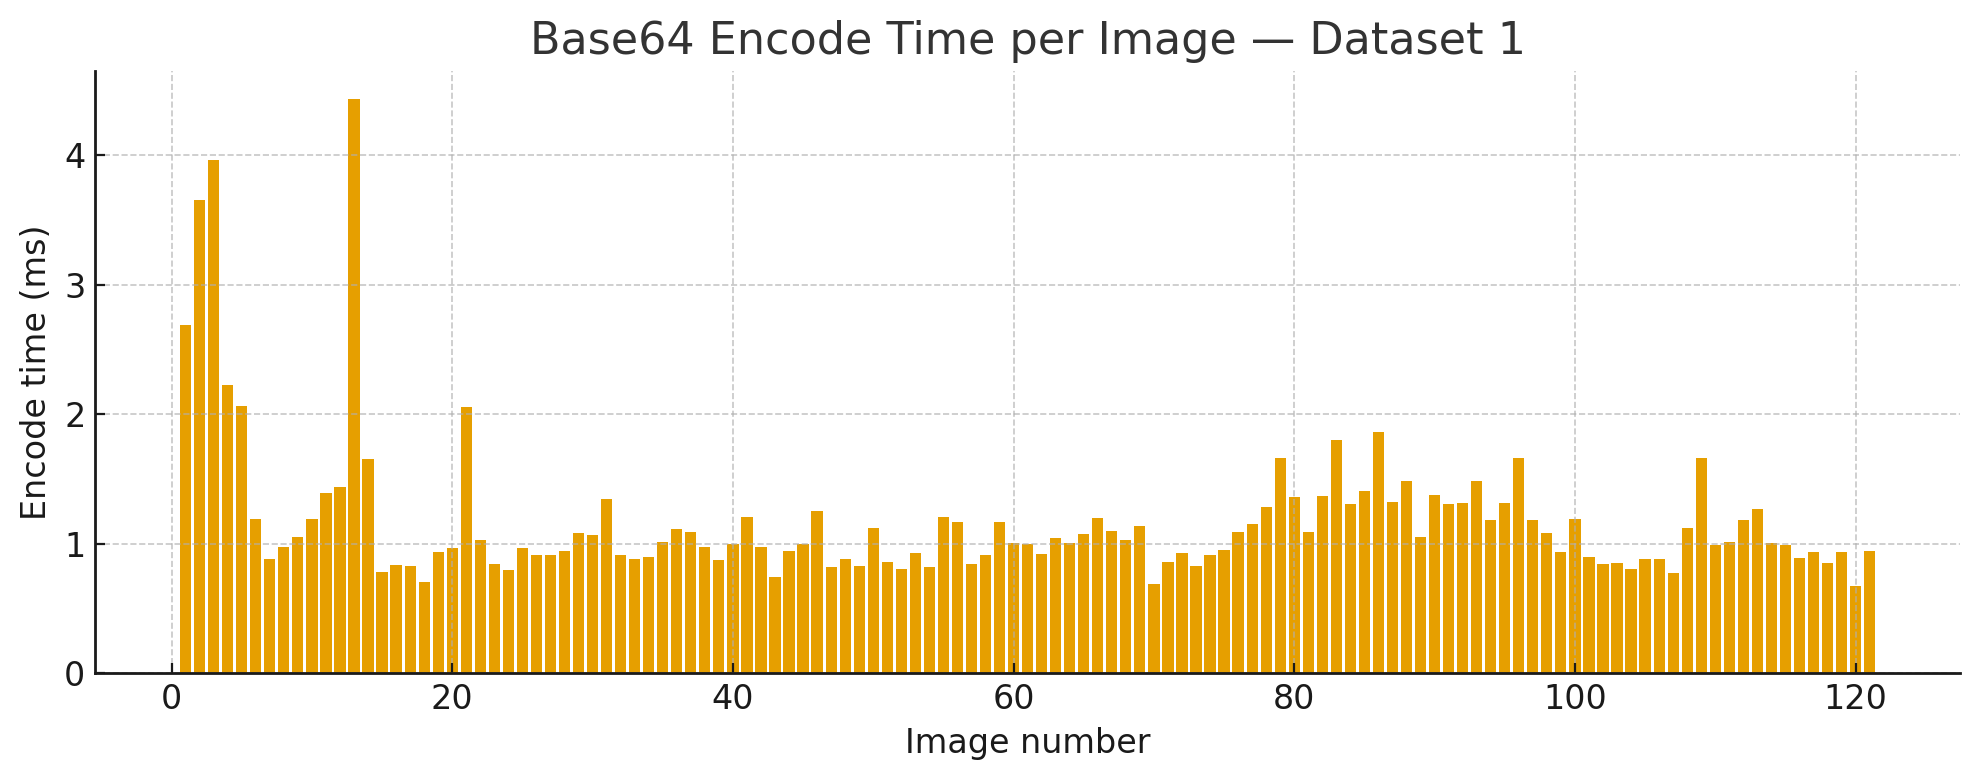 Base64 Encode Time per Image — Dataset 1
Encode time (ms)
4
3
2
1
0
0 20 40 60 80 100 120
Image number